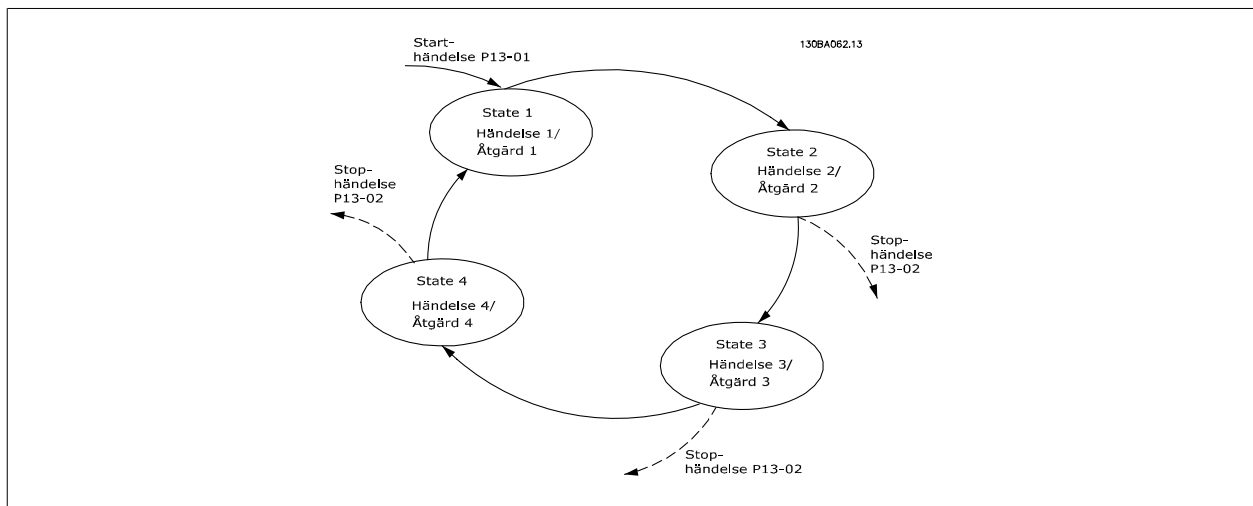 Start-
händelse P13-01
130BA062.13
State 1
Händelse 1/
Åtgärd 1
State 2
Händelse 2/
Åtgärd 2
Stop-
händelse
P13-02
Stop-
händelse
P13-02
State 4
Händelse 4/
Åtgärd 4
State 3
Händelse 3/
Åtgärd 3
Stop-
händelse P13-02